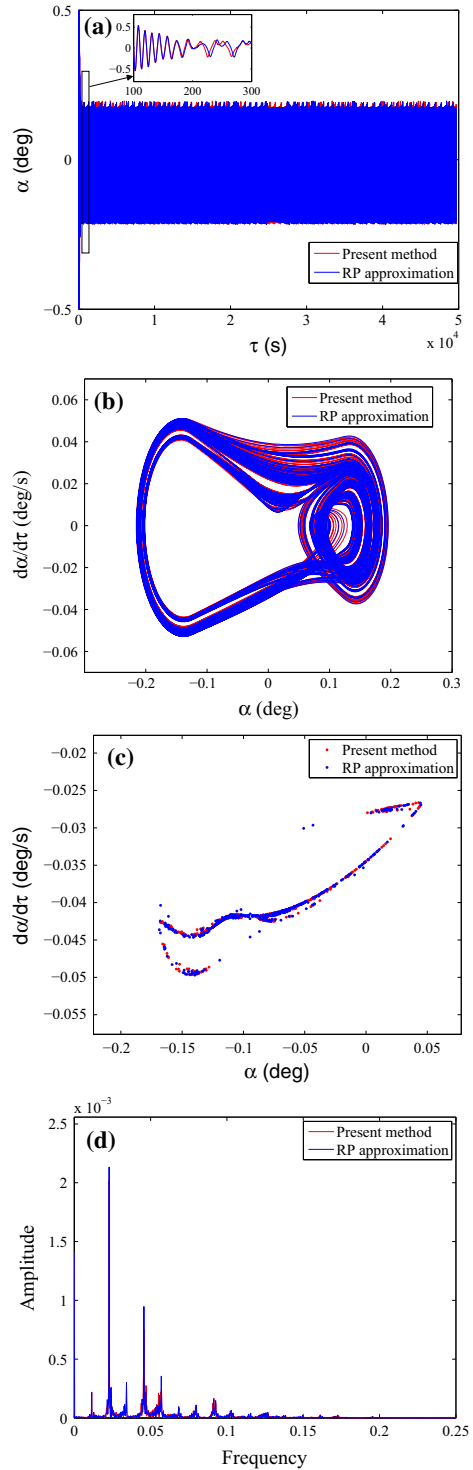 (a)
0.5
0
−0.5
α (deg)
0.5
0
−0.5
100 200 300
Present method
RP approximation
0 1 2 3 4 5
x 10⁴
τ (s)
(b)
0.06
0.04
0.02
0
−0.02
−0.04
−0.06
dα/dτ (deg/s)
Present method
RP approximation
−0.2 −0.1 0 0.1 0.2 0.3
α (deg)
(c)
−0.02
−0.025
−0.03
−0.035
−0.04
−0.045
−0.05
−0.055
dα/dτ (deg/s)
Present method
RP approximation
−0.2 −0.15 −0.1 −0.05 0 0.05
α (deg)
x 10⁻³
(d)
2.5
2
1.5
1
0.5
0
Amplitude
Present method
RP approximation
0 0.05 0.1 0.15 0.2 0.25
Frequency